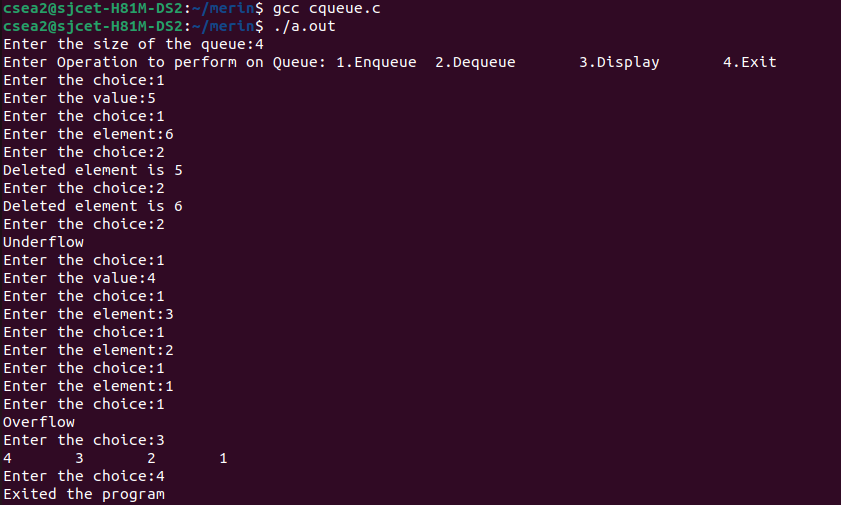 csea2@sjcet-H81M-DS2:~/merin$ gcc cqueue.c
csea2@sjcet-H81M-DS2:~/merin$ ./a.out
Enter the size of the queue:4
Enter Operation to perform on Queue: 1.Enqueue  2.Dequeue       3.Display       4.Exit
Enter the choice:1
Enter the value:5
Enter the choice:1
Enter the element:6
Enter the choice:2
Deleted element is 5
Enter the choice:2
Deleted element is 6
Enter the choice:2
Underflow
Enter the choice:1
Enter the value:4
Enter the choice:1
Enter the element:3
Enter the choice:1
Enter the element:2
Enter the choice:1
Enter the element:1
Enter the choice:1
Overflow
Enter the choice:3
4       3       2       1
Enter the choice:4
Exited the program